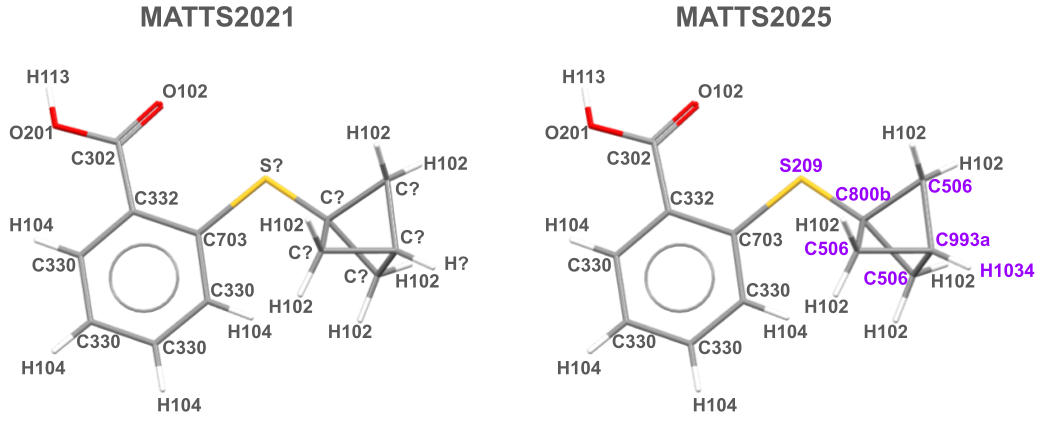 MATTS2021
H113
O102
O201
C302
S?
H102
H102
C332
C?
C?
H104
H102
C703
C?
C?
C330
C?
H?
H102
C330
H102
H104
H102
C330
C330
H104
H104
MATTS2025
H113
O102
O201
C302
S209
H102
H102
C332
C800b
C506
H104
H102
C703
C506
C993a
C330
C506
H1034
H102
C330
H102
H104
H102
C330
C330
H104
H104